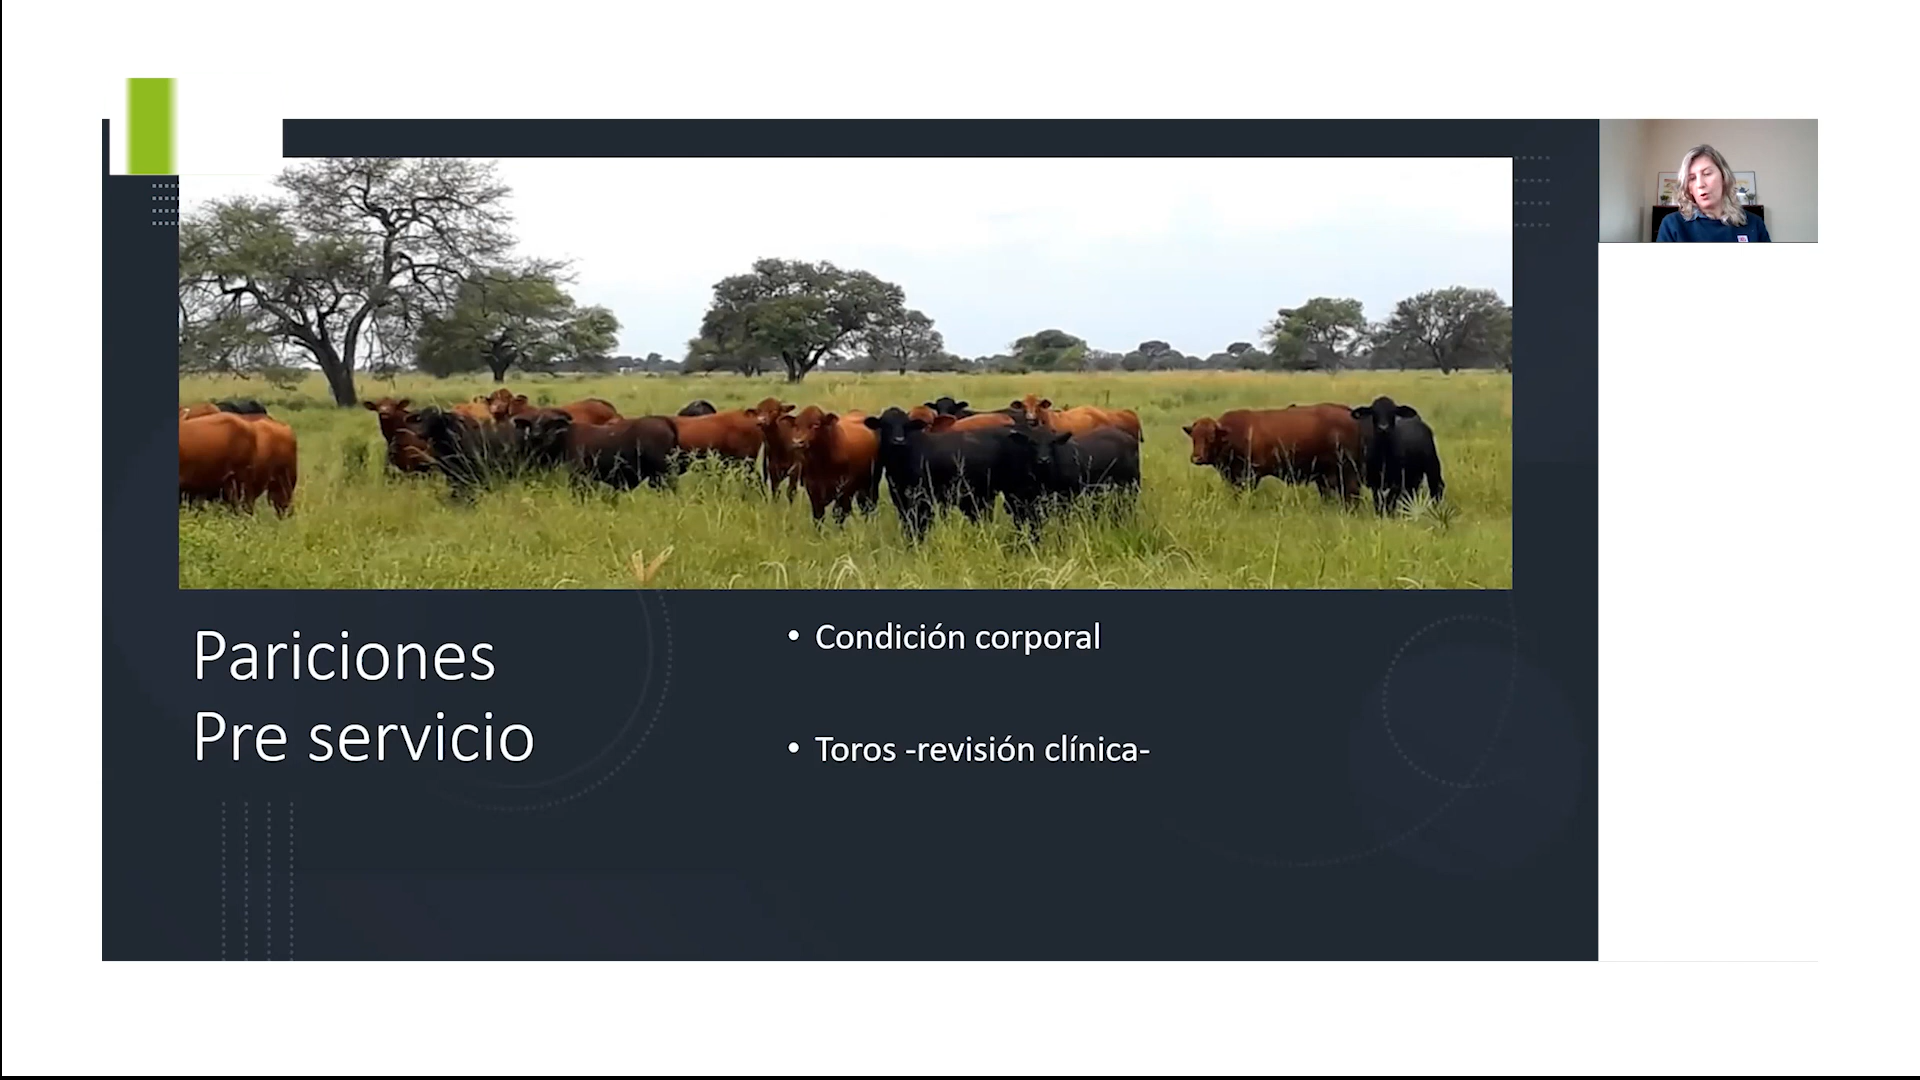 Pariciones
Pre servicio
• Condición corporal
• Toros -revisión clínica-